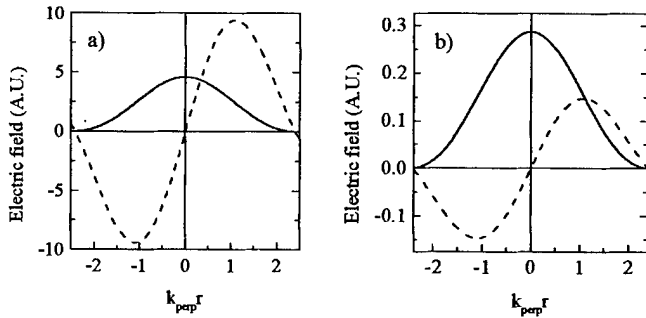 a)
Electric field (A.U.)
10
5
0
-5
-10
-2 -1 0 1 2
k_perp r
b)
Electric field (A.U.)
0.3
0.2
0.1
0.0
-0.1
-2 -1 0 1 2
k_perp r